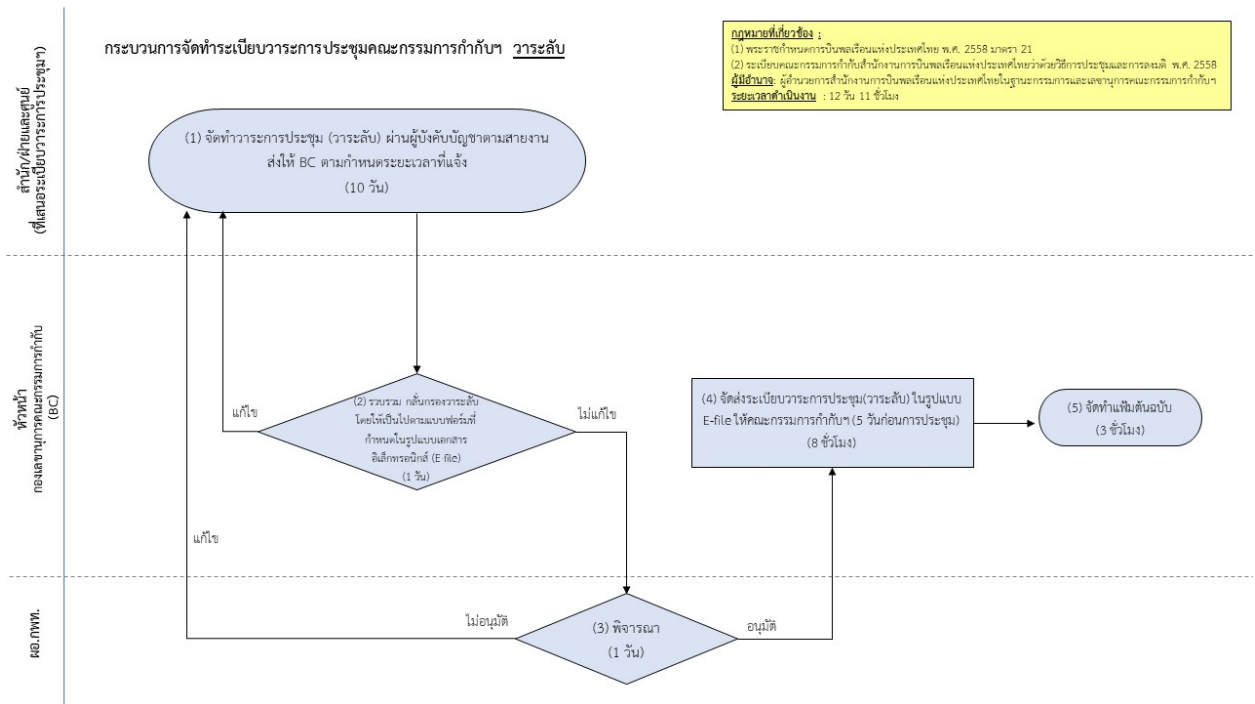 กระบวนการจัดทำระเบียบวาระการประชุมคณะกรรมการกำกับฯ วาระลับ
กฎหมายที่เกี่ยวข้อง :
(1) พระราชกำหนดการบินพลเรือนแห่งประเทศไทย พ.ศ. 2558 มาตรา 21
(2) ระเบียบคณะกรรมการกำกับสำนักงานการบินพลเรือนแห่งประเทศไทยว่าด้วยวิธีการประชุมและการลงมติ พ.ศ. 2558
ผู้มีอำนาจ: ผู้อำนวยการสำนักงานการบินพลเรือนแห่งประเทศไทยในฐานะกรรมการและเลขานุการคณะกรรมการกำกับฯ
ระยะเวลาดำเนินงาน : 12 วัน 11 ชั่วโมง
สำนัก/ฝ่ายและศูนย์
(ที่เสนอระเบียบวาระการประชุมฯ)
(1) จัดทำวาระการประชุม (วาระลับ) ผ่านผู้บังคับบัญชาตามสายงาน
ส่งให้ BC ตามกำหนดระยะเวลาที่แจ้ง
(10 วัน)
หัวหน้า
กองเลขานุการคณะกรรมการกำกับ
(BC)
แก้ไข
(2) รวบรวม กลั่นกรองวาระลับ
โดยให้เป็นไปตามแบบฟอร์มที่
กำหนดในรูปแบบเอกสาร
อิเล็กทรอนิกส์ (E file)
(1 วัน)
ไม่แก้ไข
(4) จัดส่งระเบียบวาระการประชุม(วาระลับ) ในรูปแบบ
E-file ให้คณะกรรมการกำกับฯ (5 วันก่อนการประชุม)
(8 ชั่วโมง)
(5) จัดทำแฟ้มต้นฉบับ
(3 ชั่วโมง)
แก้ไข
ผอ.กพท.
ไม่อนุมัติ
(3) พิจารณา
(1 วัน)
อนุมัติ